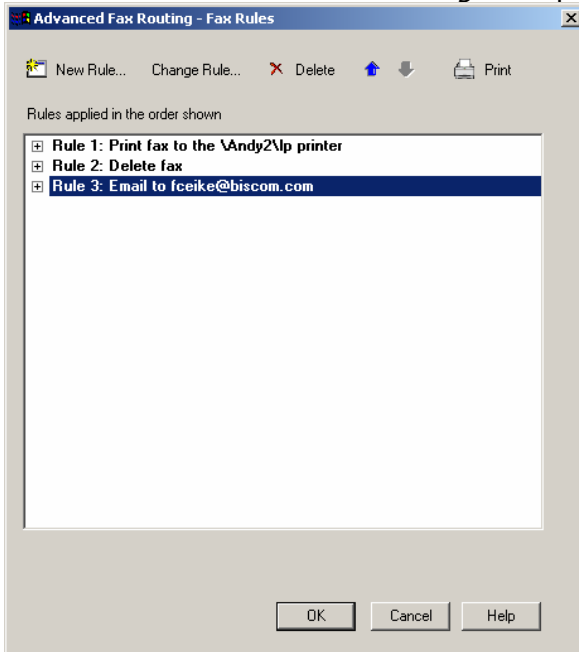 Advanced Fax Routing - Fax Rules
New Rule... Change Rule... Delete Print
Rules applied in the order shown
Rule 1: Print fax to the \Andy2\lp printer
Rule 2: Delete fax
Rule 3: Email to fceike@biscom.com
OK Cancel Help